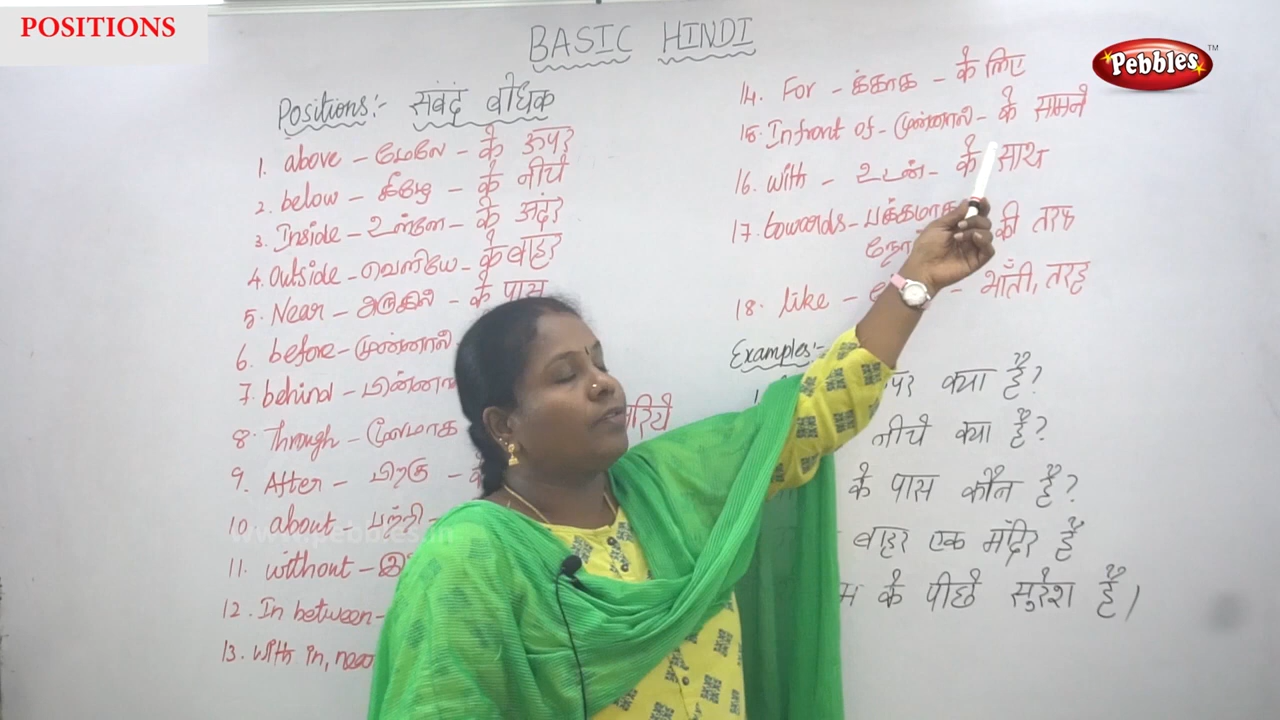 POSITIONS
BASIC HINDI
Pebbles
TM
Positions:- संबंद बोधक
1. above - மேலே - के ऊपर
2. below - கீழே - के नीचे
3. Inside - உள்ளே - के अदंर
4. Outside - வெளியே - के बाहर
5. Near - அருகில் - के पास
6. before - முன்னால்
7. behind - பின்னா
8. Through - மூலமாக
9. After - பிறகு -
10. about - பற்றி -
11. without - இ
12. In between -
13. with in, near
14. For - க்காக - के लिए
15. Infront of - முன்னால் - के सामने
16. with - உடன் - के साथ
17. towards - பக்கமாக की तरफ
18. like - - भाँती, तरह
Examples:-
क्या है?
नीचे क्या है?
के पास कौन है?
बाहर एक मंदिर है
के पीछे सुरेश है।